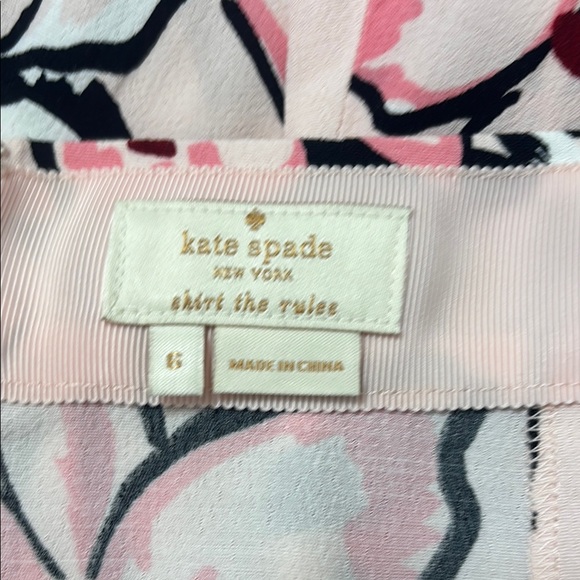 kate spade
NEW YORK
skirt the rules
6
MADE IN CHINA